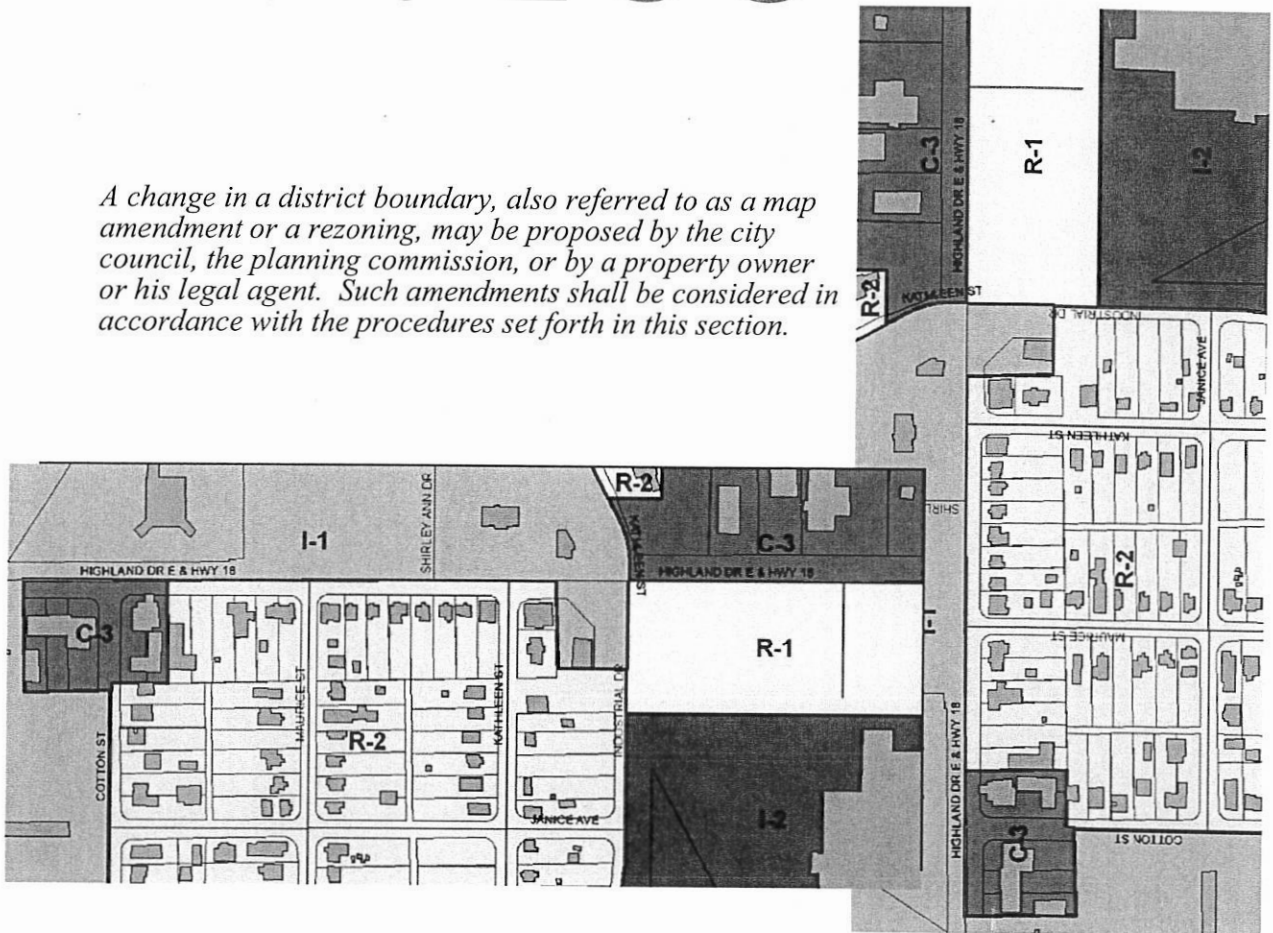 A change in a district boundary, also referred to as a map
amendment or a rezoning, may be proposed by the city
council, the planning commission, or by a property owner
or his legal agent. Such amendments shall be considered in
accordance with the procedures set forth in this section.
C-3
HIGHLAND DR E & HWY 18
R-1
I-2
R-2
KATHLEEN ST
INDUSTRIAL DR
JANICE AVE
KATHLEEN ST
SHIRL
R-2
I-1
MAURICE ST
HIGHLAND DR E & HWY 18
C-3
COTTON ST
I-1
SHIRLEY ANN DR
R-2
KATHLEEN ST
C-3
HIGHLAND DR E & HWY 18
HIGHLAND DR E & HWY 18
C-3
R-1
COTTON ST
MAURICE ST
R-2
KATHLEEN ST
INDUSTRIAL DR
JANICE AVE
I-2